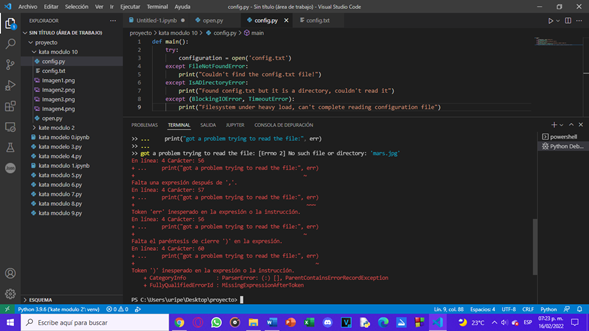 Archivo Editar Selección Ver Ir Ejecutar Terminal Ayuda
config.py - Sin título (área de trabajo) - Visual Studio Code
EXPLORADOR
Untitled-1.ipynb
open.py
config.py
config.txt
SIN TÍTULO (ÁREA DE TRABAJO)
proyecto
kata modulo 10
config.py
config.txt
Imagen1.png
Imagen2.png
Imagen3.png
Imagen4.png
open.py
kata modulo 2
kata modulo 0.ipynb
kata modulo 3.py
kata modulo 4.py
kata modulo 1.ipynb
kata modulo 5.py
kata modulo 6.py
kata modulo 7.py
kata modulo 8.py
kata modulo 9.py
ESQUEMA
proyecto > kata modulo 10 > config.py > main
1 def main():
2 try:
3 configuration = open('config.txt')
4 except FileNotFoundError:
5 print("Couldn't find the config.txt file!")
6 except IsADirectoryError:
7 print("Found config.txt but it is a directory, couldn't read it")
8 except (BlockingIOError, TimeoutError):
9 print("Filesystem under heavy load, can't complete reading configuration file")
PROBLEMAS TERMINAL SALIDA JUPYTER CONSOLA DE DEPURACIÓN
powershell
Python Deb...
>> ... print("got a problem trying to read the file:", err)
>> ...
>> got a problem trying to read the file: [Errno 2] No such file or directory: 'mars.jpg'
En línea: 4 Carácter: 56
+ ... print("got a problem trying to read the file:", err)
+ ~
Falta una expresión después de ','.
En línea: 4 Carácter: 57
+ ... print("got a problem trying to read the file:", err)
+ ~~~
Token 'err' inesperado en la expresión o la instrucción.
En línea: 4 Carácter: 56
+ ... print("got a problem trying to read the file:", err)
+ ~
Falta el paréntesis de cierre ')' en la expresión.
En línea: 4 Carácter: 60
+ ... print("got a problem trying to read the file:", err)
+ ~
Token ')' inesperado en la expresión o la instrucción.
+ CategoryInfo : ParserError: (:) [], ParentContainsErrorRecordException
+ FullyQualifiedErrorId : MissingExpressionAfterToken
PS C:\Users\uripe\Desktop\proyecto>
Python 3.9.6 ('kata modulo 2': venv)
0 0
Lín. 9, col. 88 Espacios: 4 UTF-8 CRLF Python
Escribe aquí para buscar
23°C
ESP
07:23 p. m.
16/02/2022